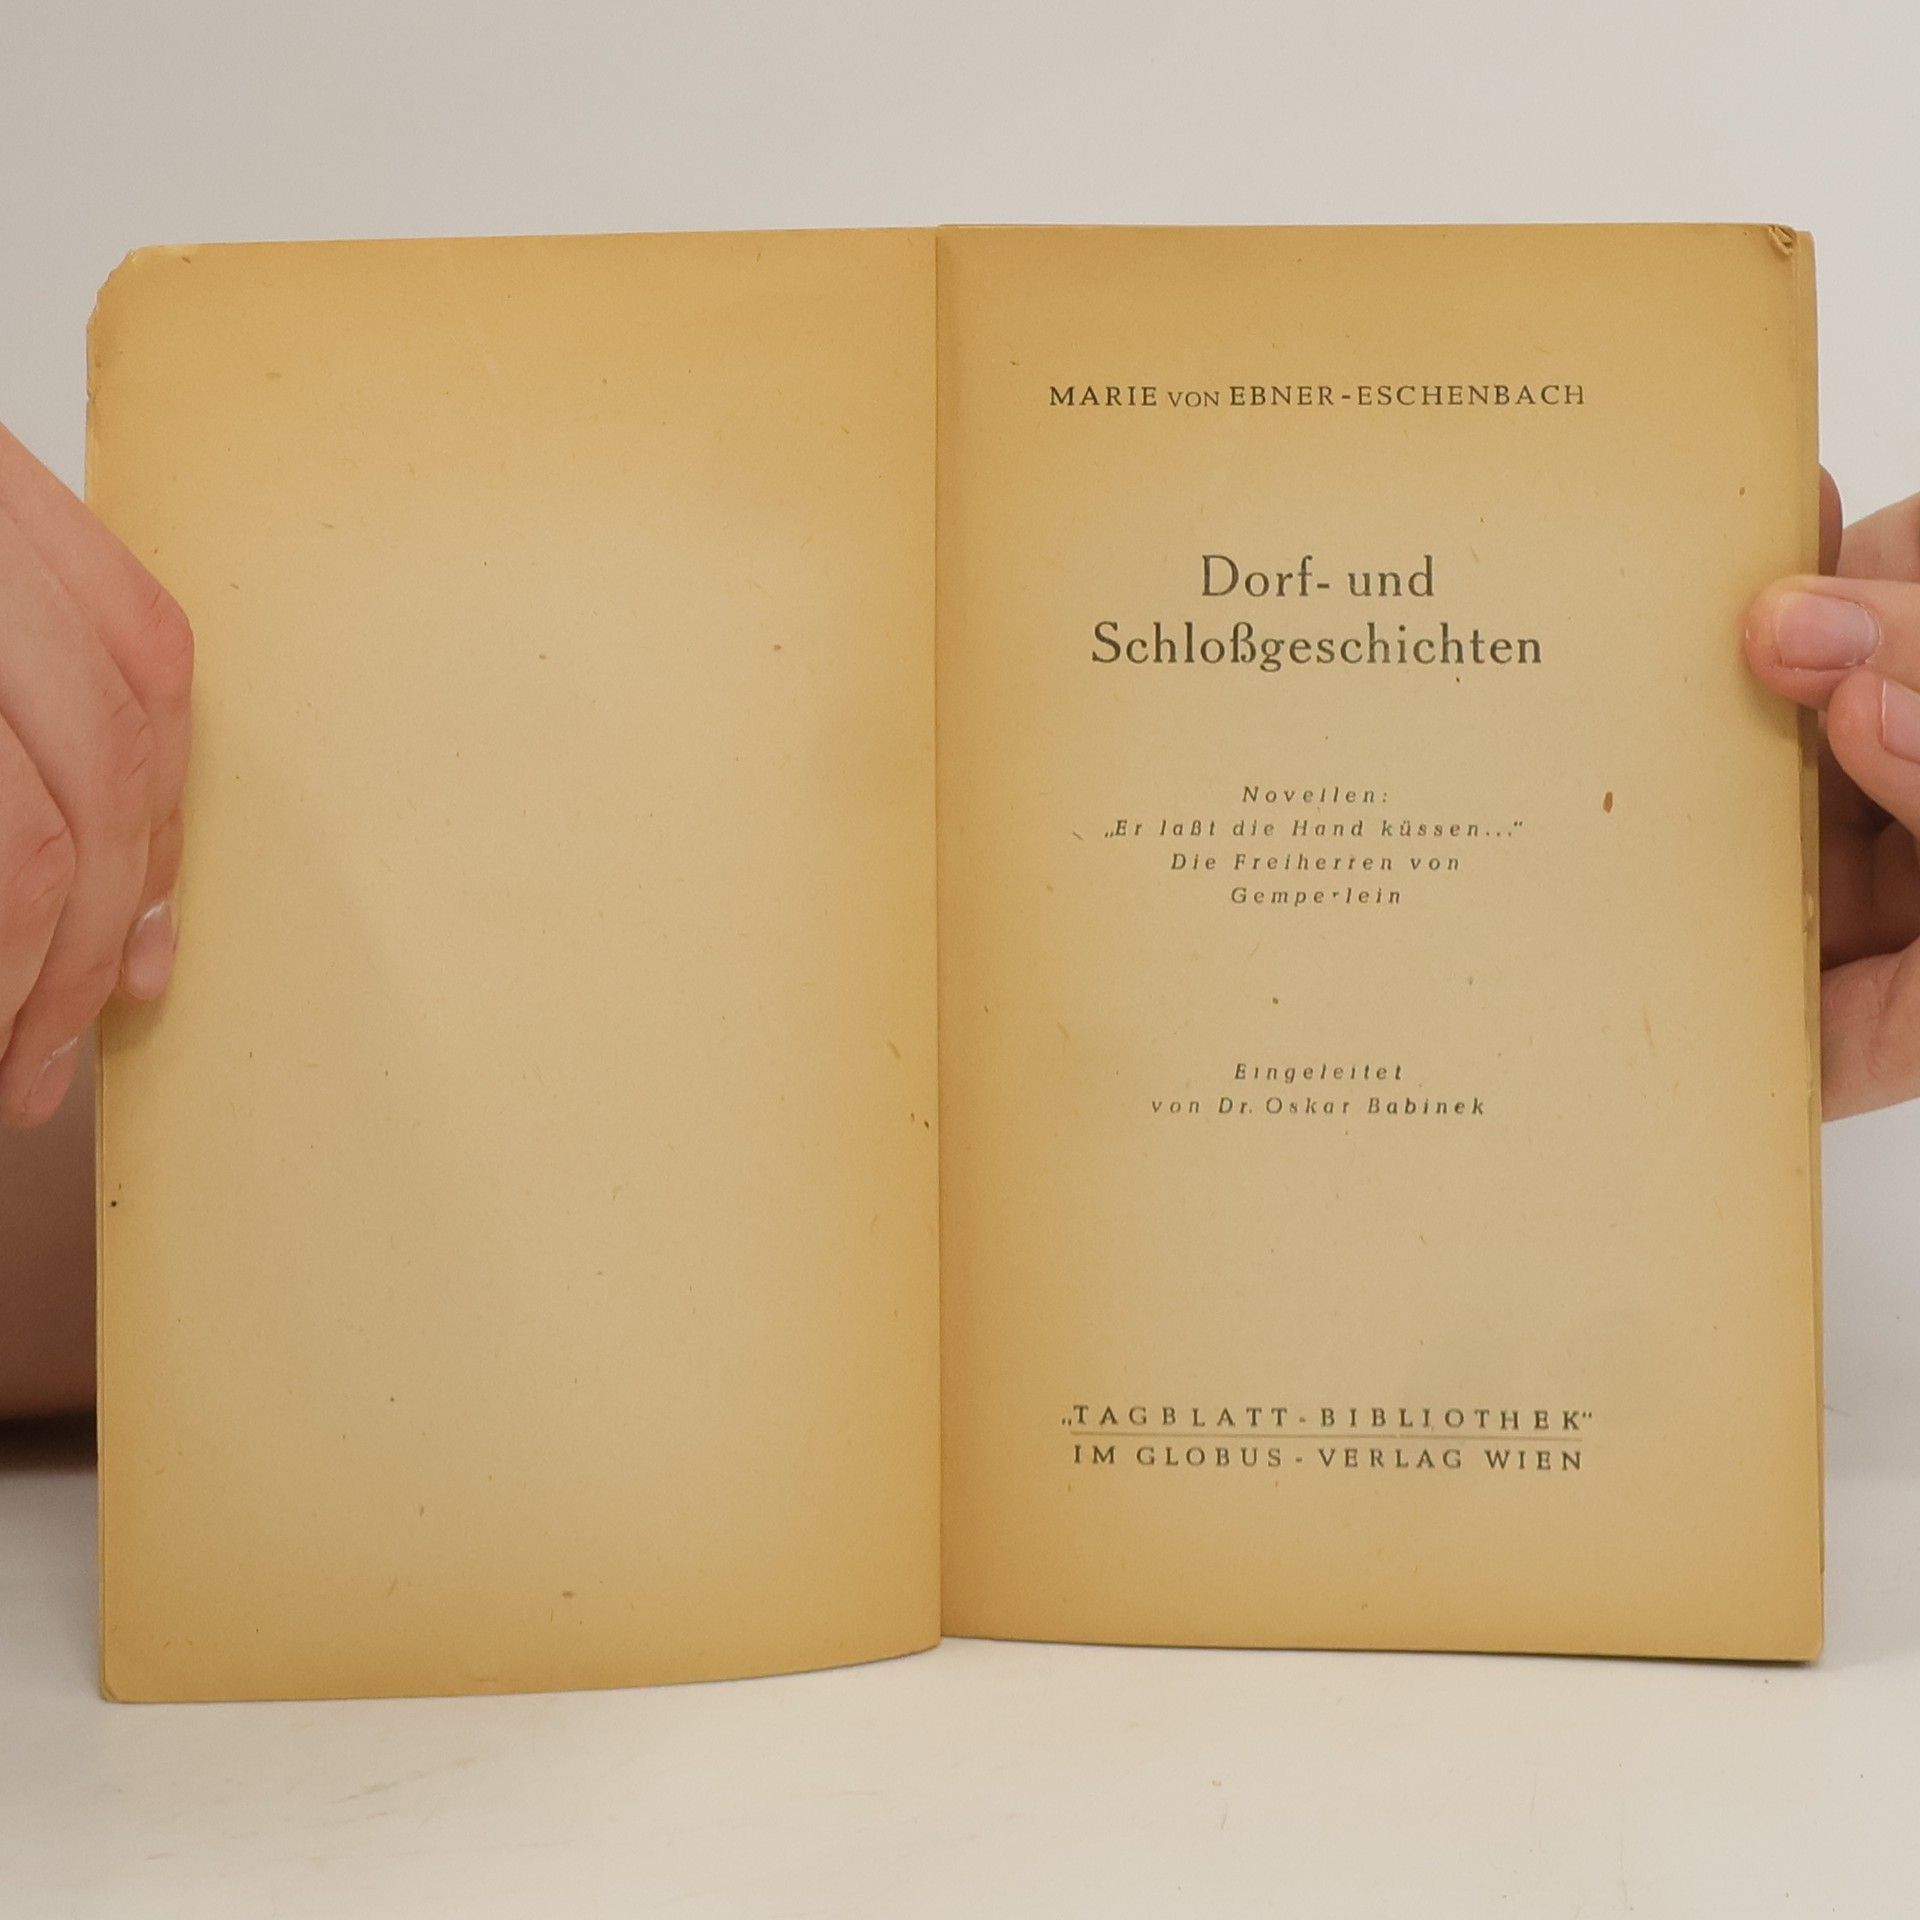 MARIE VON EBNER-ESCHENBACH
Dorf- und
Schloßgeschichten
Novellen:
„Er laßt die Hand küssen..."
Die Freiherren von
Gemperlein
Eingeleitet
von Dr. Oskar Babinek
„TAGBLATT-BIBLIOTHEK"
IM GLOBUS-VERLAG WIEN